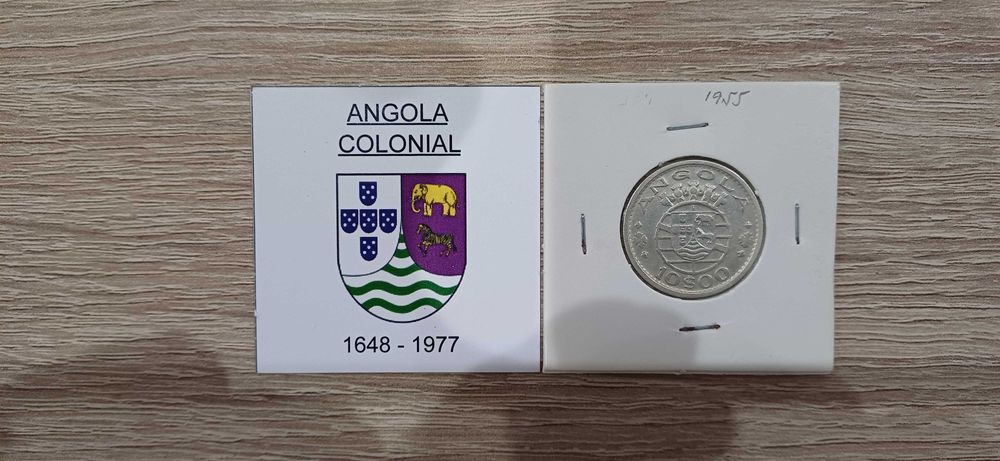 ANGOLA
COLONIAL
1648 - 1977
1955
ANGOLA
10$00